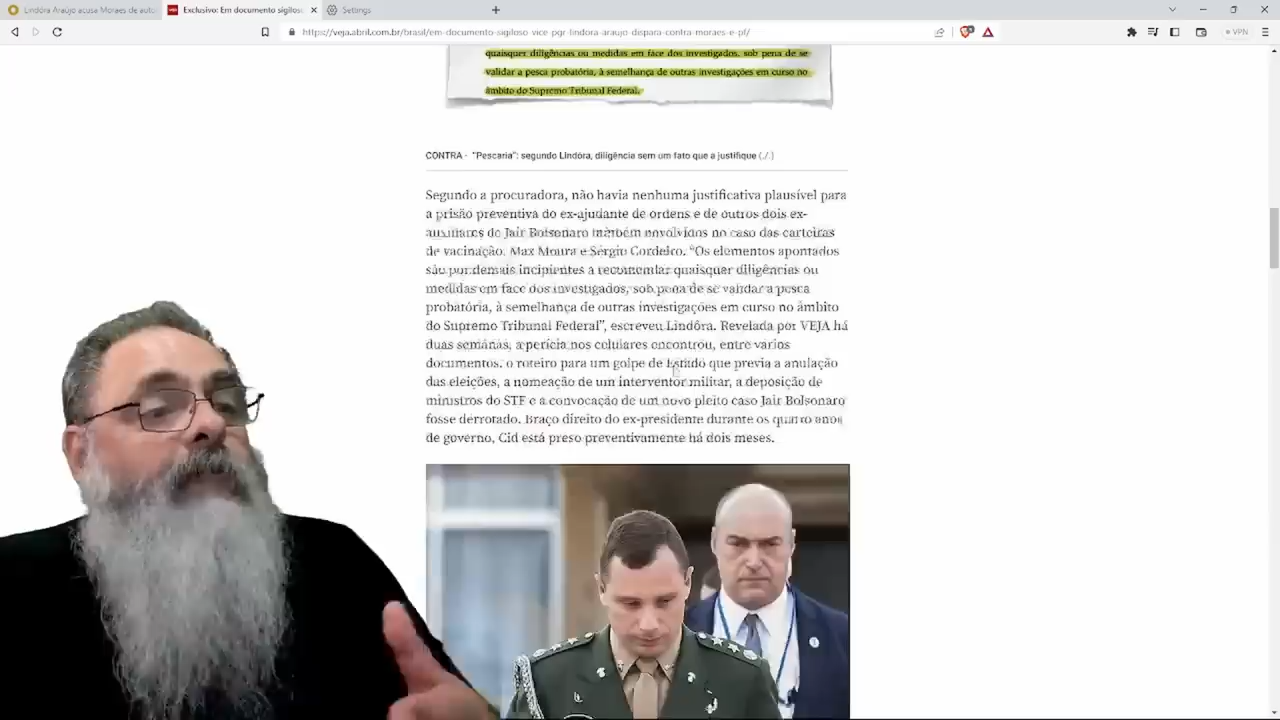 Lindôra Araújo acusa Moraes de auto
Exclusivo: Em documento sigiloso
Settings
https://veja.abril.com.br/brasil/em-documento-sigiloso-vice-pgr-lindora-araujo-dispara-contra-moraes-e-pf/
VPN
quaisquer diligências ou medidas em face dos investigados, sob pena de se
validar a pesca probatória, à semelhança de outras investigações em curso no
âmbito do Supremo Tribunal Federal.
CONTRA - "Pescaria": segundo Lindôra, diligência sem um fato que a justifique (./.)
Segundo a procuradora, não havia nenhuma justificativa plausível para
a prisão preventiva do ex-ajudante de ordens e de outros dois ex-
auxiliares de Jair Bolsonaro também envolvidos no caso das carteiras
de vacinação, Max Moura e Sérgio Cordeiro. "Os elementos apontados
são por demais incipientes a recomendar quaisquer diligências ou
medidas em face dos investigados, sob pena de se validar a pesca
probatória, à semelhança de outras investigações em curso no âmbito
do Supremo Tribunal Federal”, escreveu Lindôra. Revelada por VEJA há
duas semanas, a perícia nos celulares encontrou, entre vários
documentos, o roteiro para um golpe de Estado que previa a anulação
das eleições, a nomeação de um interventor militar, a deposição de
ministros do STF e a convocação de um novo pleito caso Jair Bolsonaro
fosse derrotado. Braço direito do ex-presidente durante os quatro anos
de governo, Cid está preso preventivamente há dois meses.